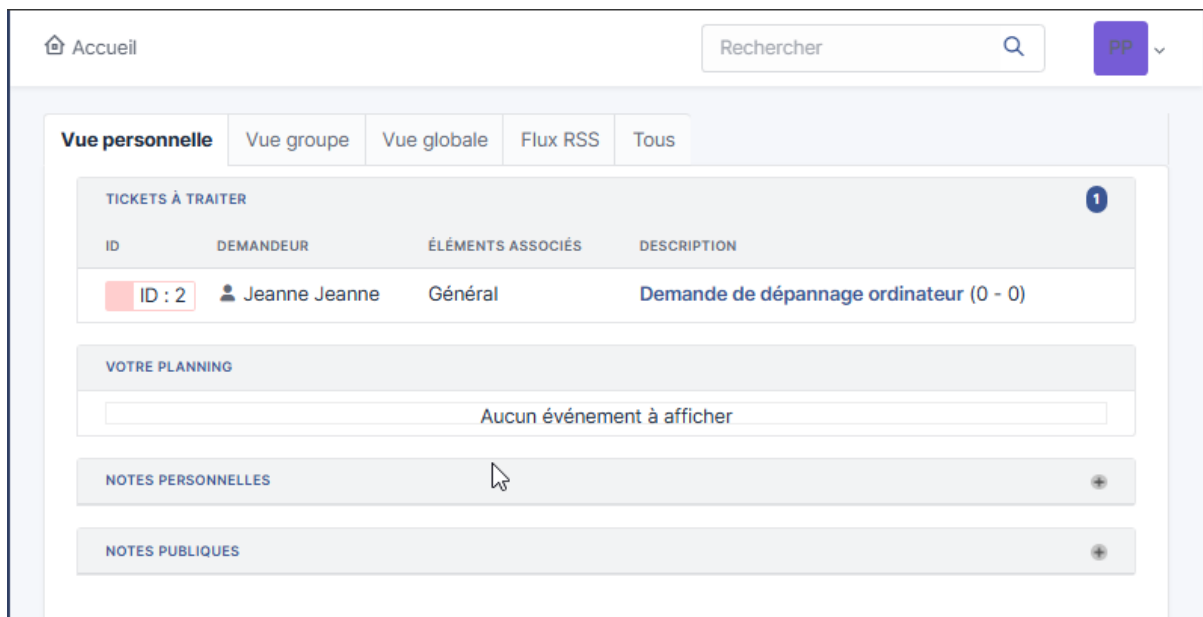 Accueil Rechercher PP
Vue personnelle Vue groupe Vue globale Flux RSS Tous
TICKETS À TRAITER 1
ID DEMANDEUR ÉLÉMENTS ASSOCIÉS DESCRIPTION
ID : 2 Jeanne Jeanne Général Demande de dépannage ordinateur (0 - 0)
VOTRE PLANNING
Aucun événement à afficher
NOTES PERSONNELLES
NOTES PUBLIQUES